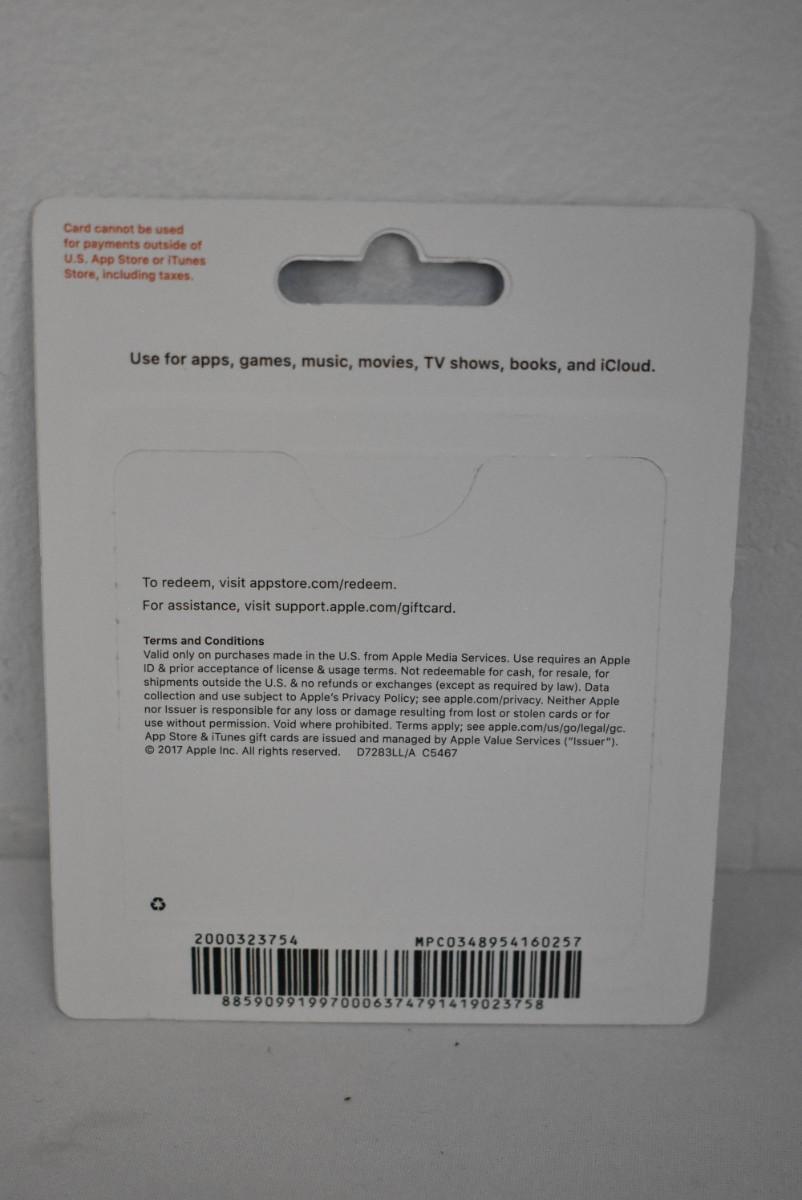 Card cannot be used
for payments outside of
U.S. App Store or iTunes
Store, including taxes.
Use for apps, games, music, movies, TV shows, books, and iCloud.
To redeem, visit appstore.com/redeem.
For assistance, visit support.apple.com/giftcard.
Terms and Conditions
Valid only on purchases made in the U.S. from Apple Media Services. Use requires an Apple
ID & prior acceptance of license & usage terms. Not redeemable for cash, for resale, for
shipments outside the U.S. & no refunds or exchanges (except as required by law). Data
collection and use subject to Apple's Privacy Policy; see apple.com/privacy. Neither Apple
nor Issuer is responsible for any loss or damage resulting from lost or stolen cards or for
use without permission. Void where prohibited. Terms apply; see apple.com/us/go/legal/gc.
App Store & iTunes gift cards are issued and managed by Apple Value Services ("Issuer").
© 2017 Apple Inc. All rights reserved. D7283LL/A C5467
2000323754 MPC0348954160257
885909919970006374791419023758